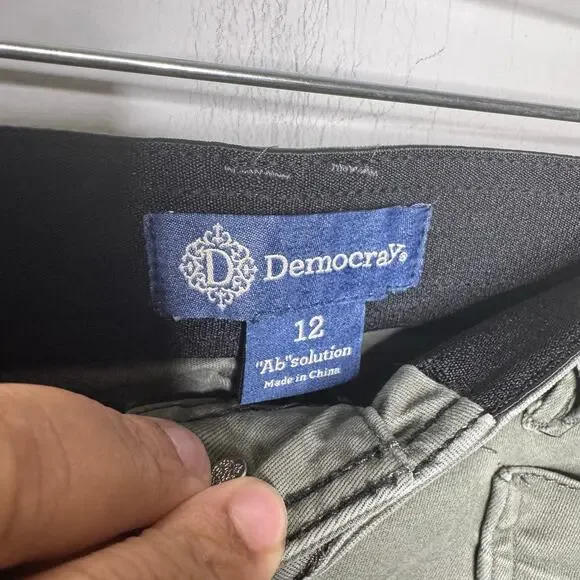 D
Democracy®
12
"Ab"solution
Made in China